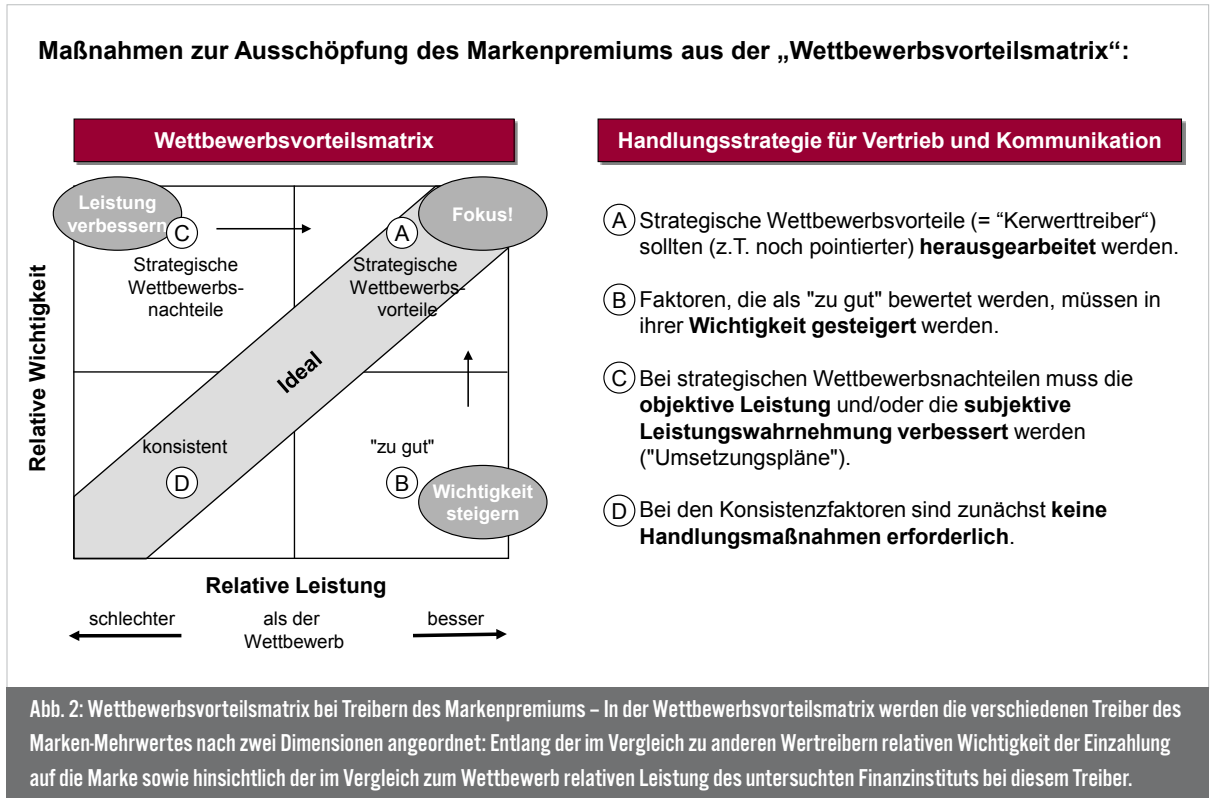 Maßnahmen zur Ausschöpfung des Markenpremiums aus der „Wettbewerbsvorteilsmatrix“:
Wettbewerbsvorteilsmatrix
Leistung
verbessern
C
Strategische
Wettbewerbs-
nachteile
Fokus!
A
Strategische
Wettbewerbs-
vorteile
Ideal
konsistent
D
"zu gut"
B
Wichtigkeit
steigern
Relative Wichtigkeit
Relative Leistung
schlechter
als der
Wettbewerb
besser
Handlungsstrategie für Vertrieb und Kommunikation
A Strategische Wettbewerbsvorteile (= “Kerwerttreiber“)
sollten (z.T. noch pointierter) herausgearbeitet werden.
B Faktoren, die als "zu gut" bewertet werden, müssen in
ihrer Wichtigkeit gesteigert werden.
C Bei strategischen Wettbewerbsnachteilen muss die
objektive Leistung und/oder die subjektive
Leistungswahrnehmung verbessert werden
("Umsetzungspläne").
D Bei den Konsistenzfaktoren sind zunächst keine
Handlungsmaßnahmen erforderlich.
Abb. 2: Wettbewerbsvorteilsmatrix bei Treibern des Markenpremiums – In der Wettbewerbsvorteilsmatrix werden die verschiedenen Treiber des
Marken-Mehrwertes nach zwei Dimensionen angeordnet: Entlang der im Vergleich zu anderen Wertreibern relativen Wichtigkeit der Einzahlung
auf die Marke sowie hinsichtlich der im Vergleich zum Wettbewerb relativen Leistung des untersuchten Finanzinstituts bei diesem Treiber.